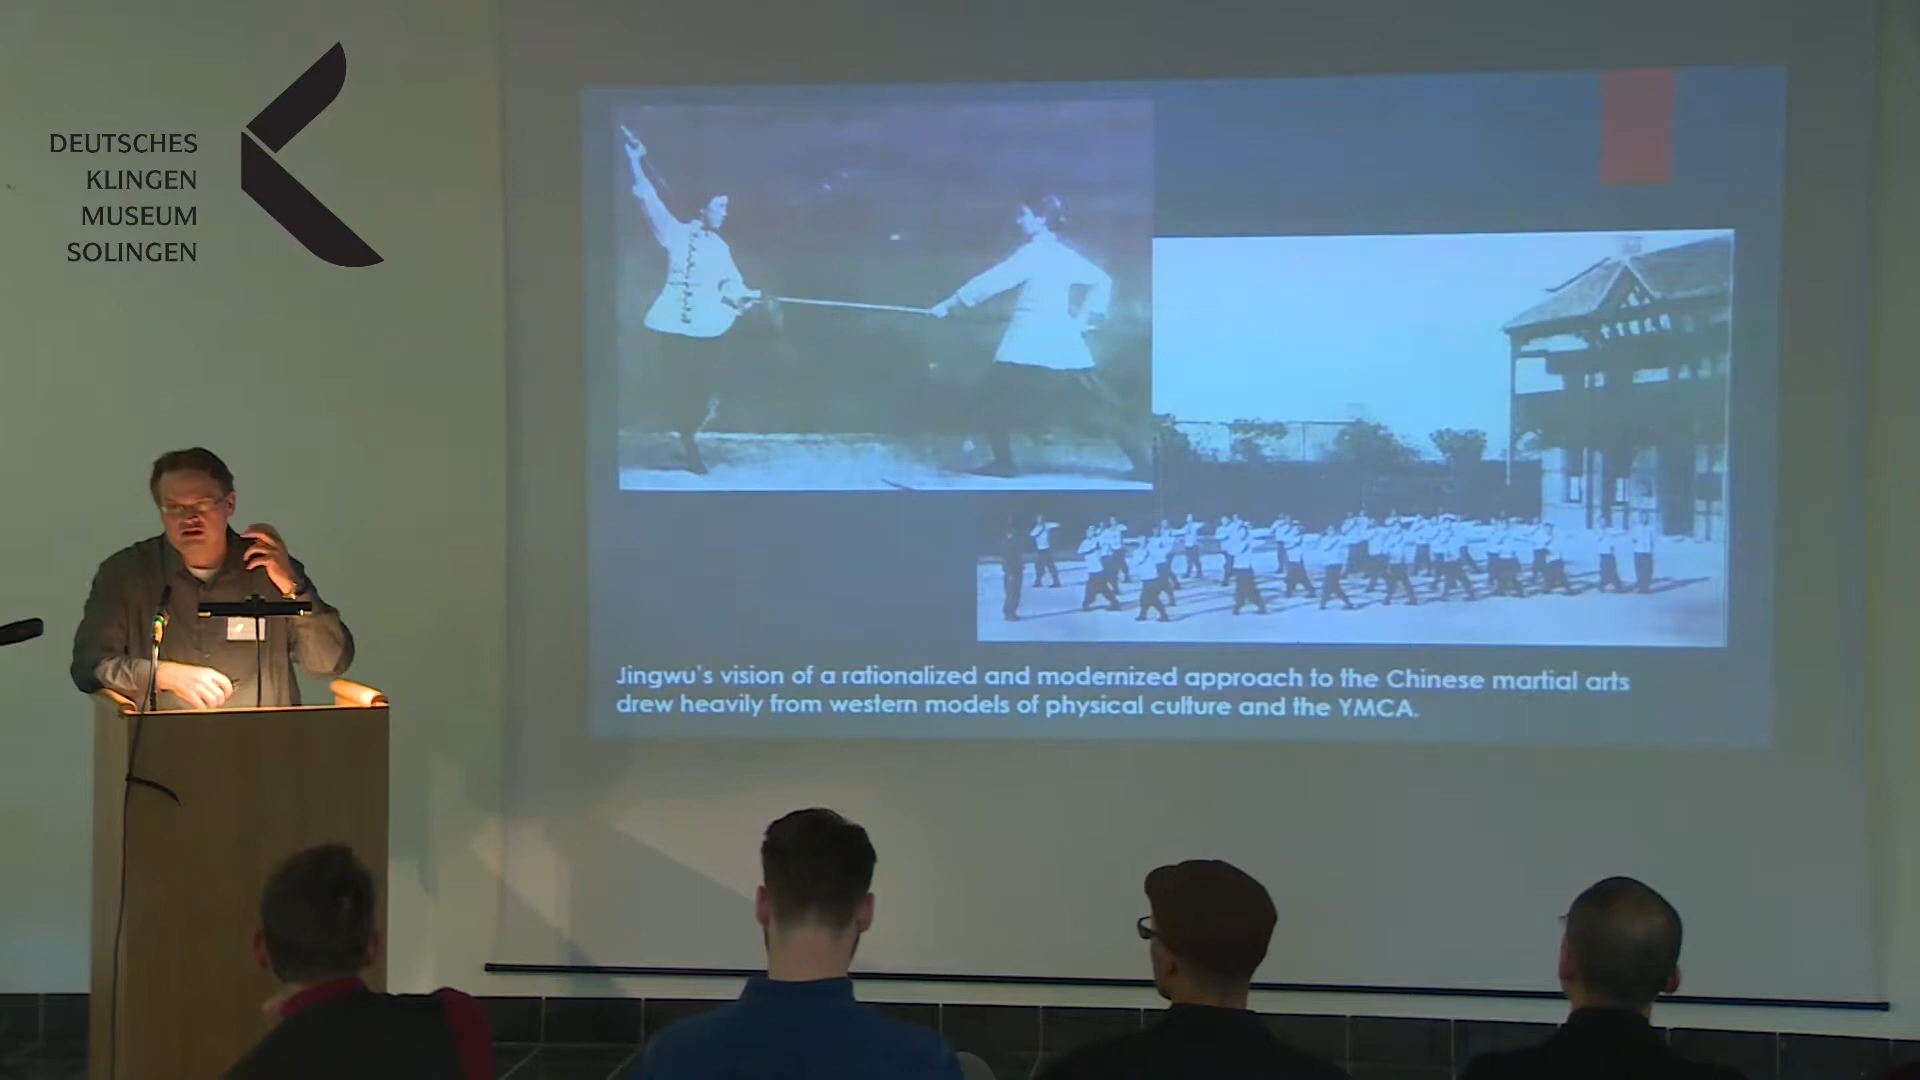 DEUTSCHES
KLINGEN
MUSEUM
SOLINGEN
Jingwu's vision of a rationalized and modernized approach to the Chinese martial arts
drew heavily from western models of physical culture and the YMCA.